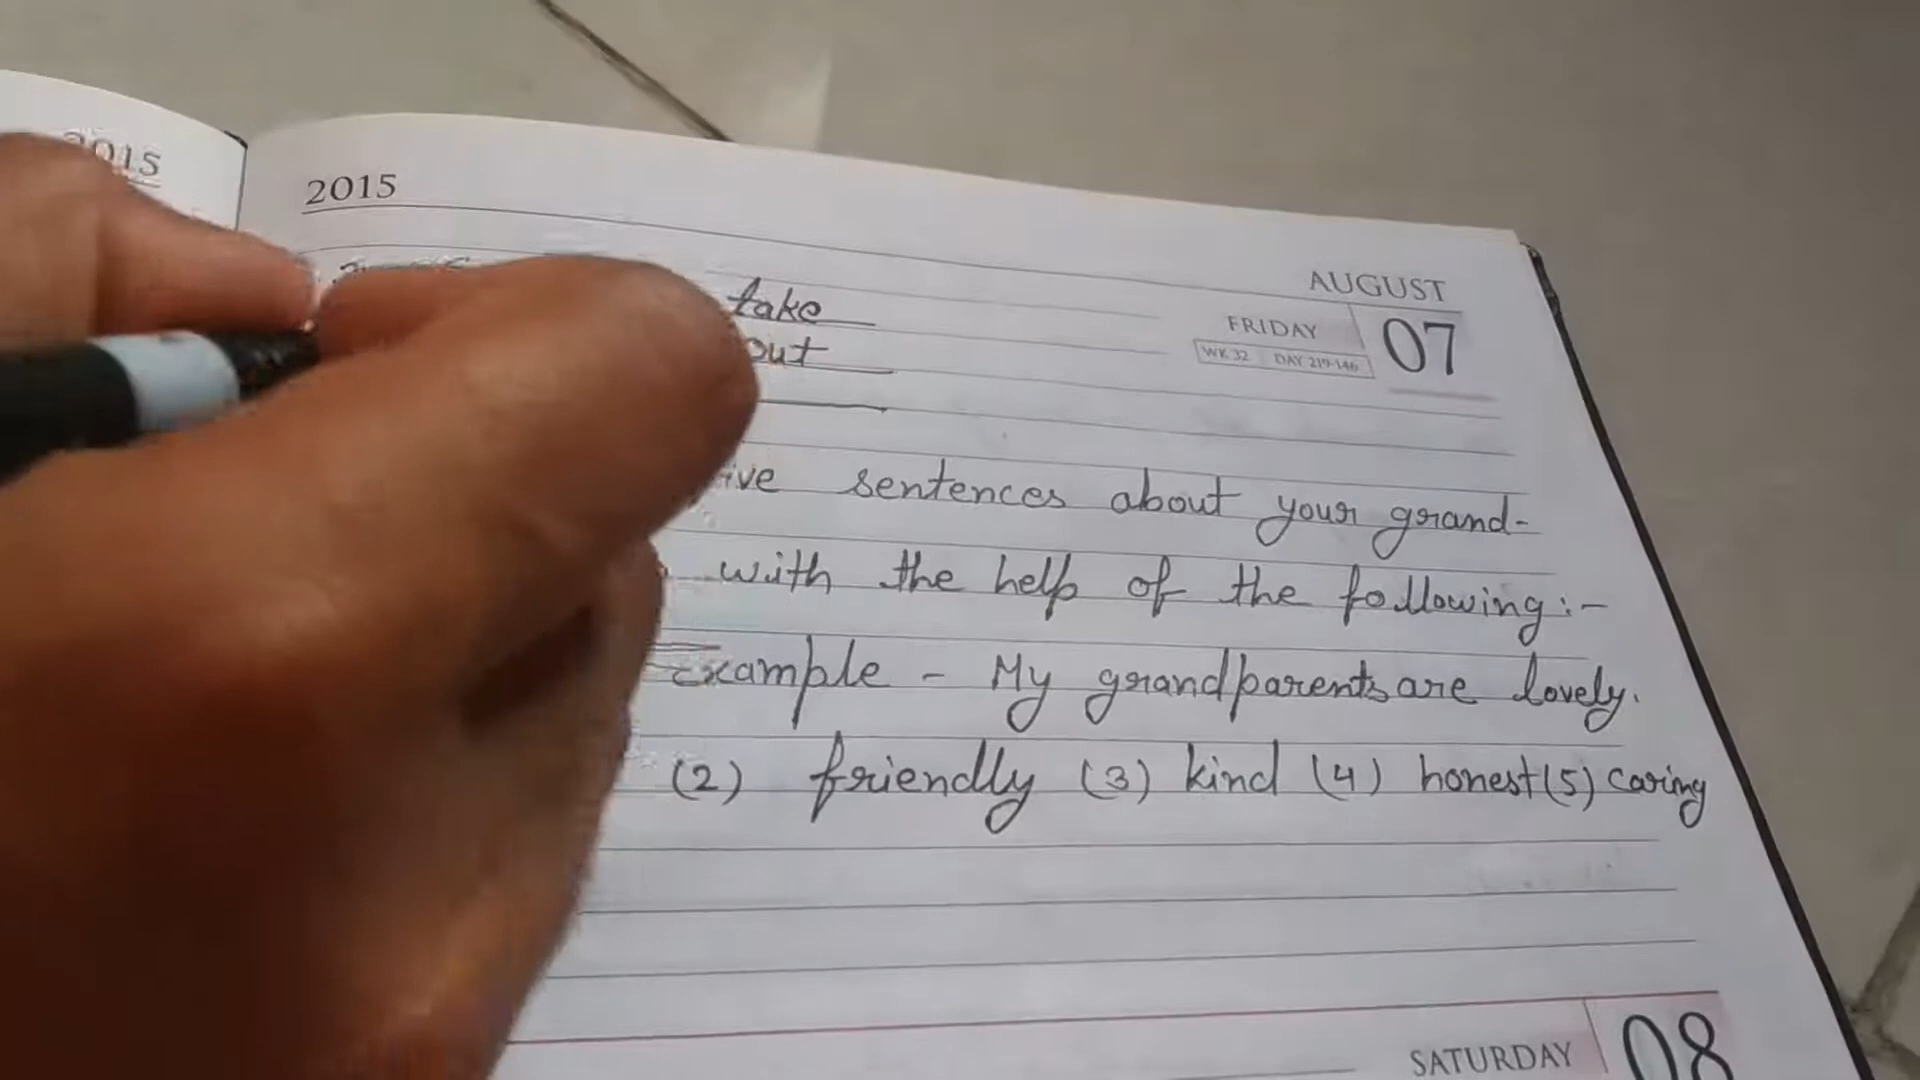 2015
2015
AUGUST
take
FRIDAY
07
out
WK 32 DAY 219-146
sentences about your grand-
with the help of the following:-
Example - My grandparents are lovely.
(2) friendly (3) kind (4) honest (5) caring
SATURDAY
08